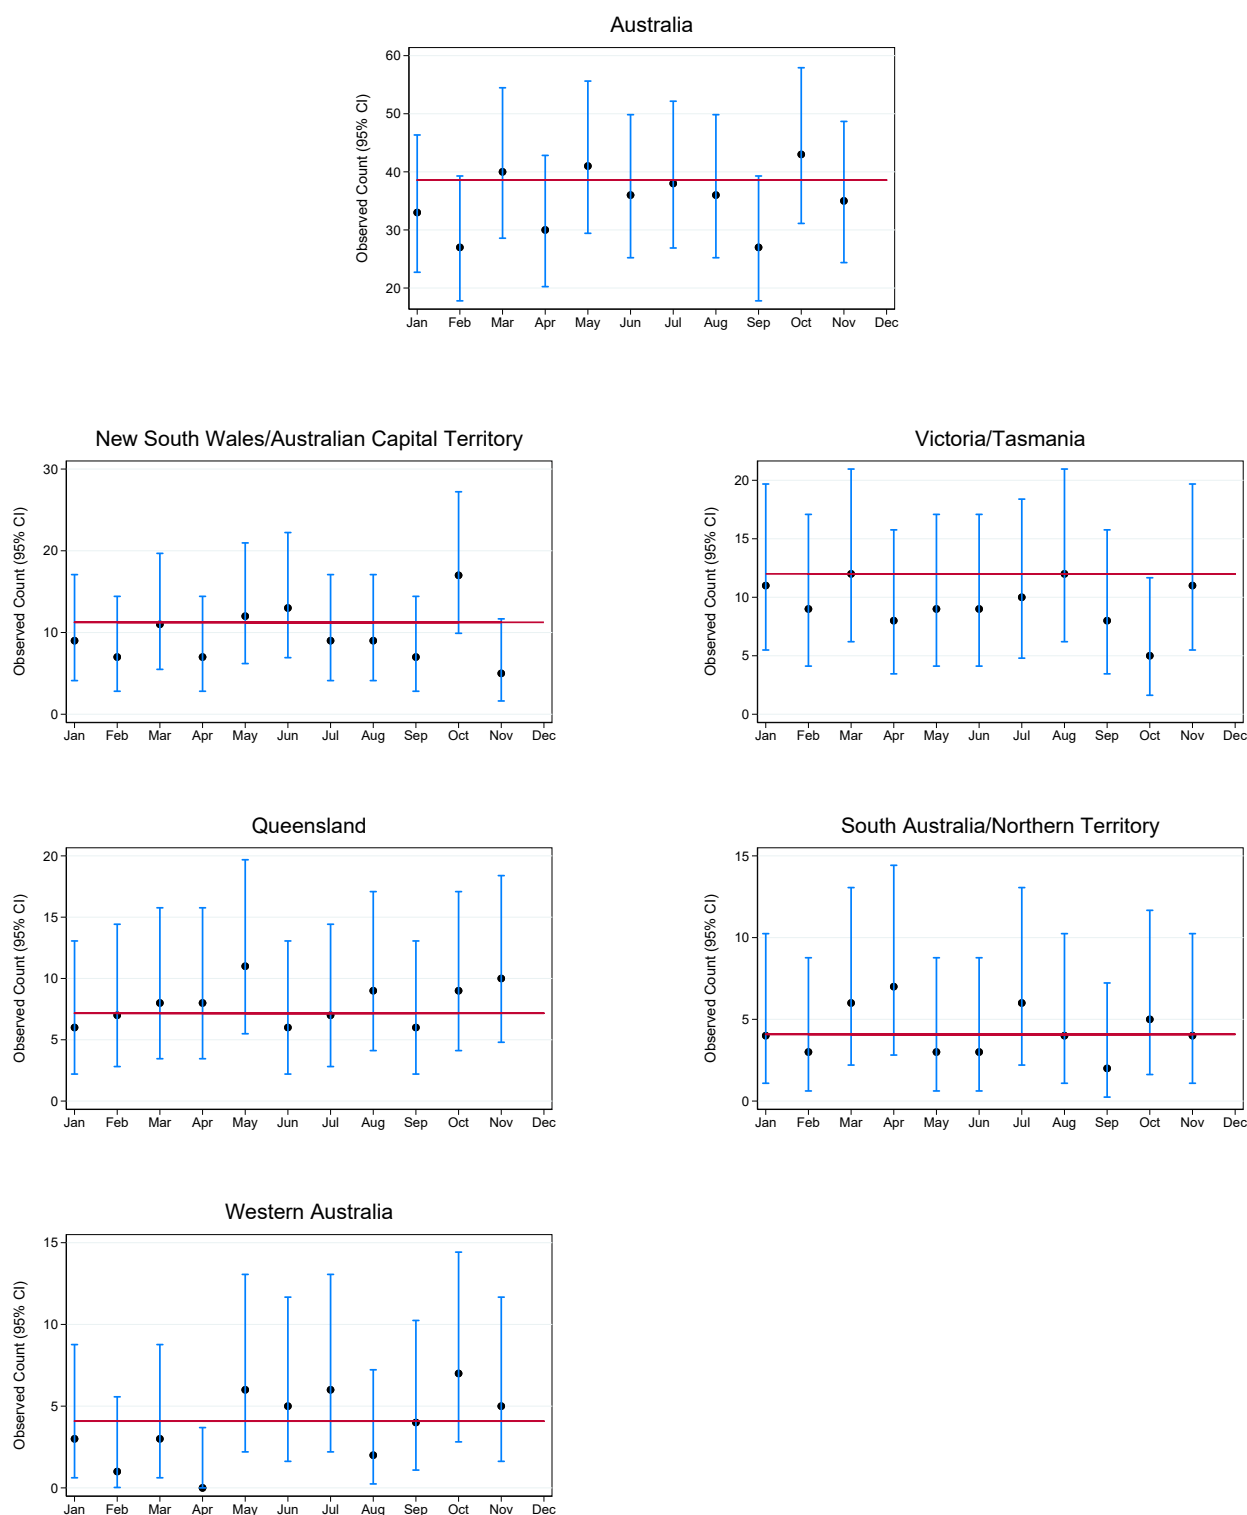 Australia
Observed Count (95% CI)
60
50
40
30
20
Jan Feb Mar Apr May Jun Jul Aug Sep Oct Nov Dec
New South Wales/Australian Capital Territory
Observed Count (95% CI)
30
20
10
0
Jan Feb Mar Apr May Jun Jul Aug Sep Oct Nov Dec
Victoria/Tasmania
Observed Count (95% CI)
20
15
10
5
0
Jan Feb Mar Apr May Jun Jul Aug Sep Oct Nov Dec
Queensland
Observed Count (95% CI)
20
15
10
5
0
Jan Feb Mar Apr May Jun Jul Aug Sep Oct Nov Dec
South Australia/Northern Territory
Observed Count (95% CI)
15
10
5
0
Jan Feb Mar Apr May Jun Jul Aug Sep Oct Nov Dec
Western Australia
Observed Count (95% CI)
15
10
5
0
Jan Feb Mar Apr May Jun Jul Aug Sep Oct Nov Dec